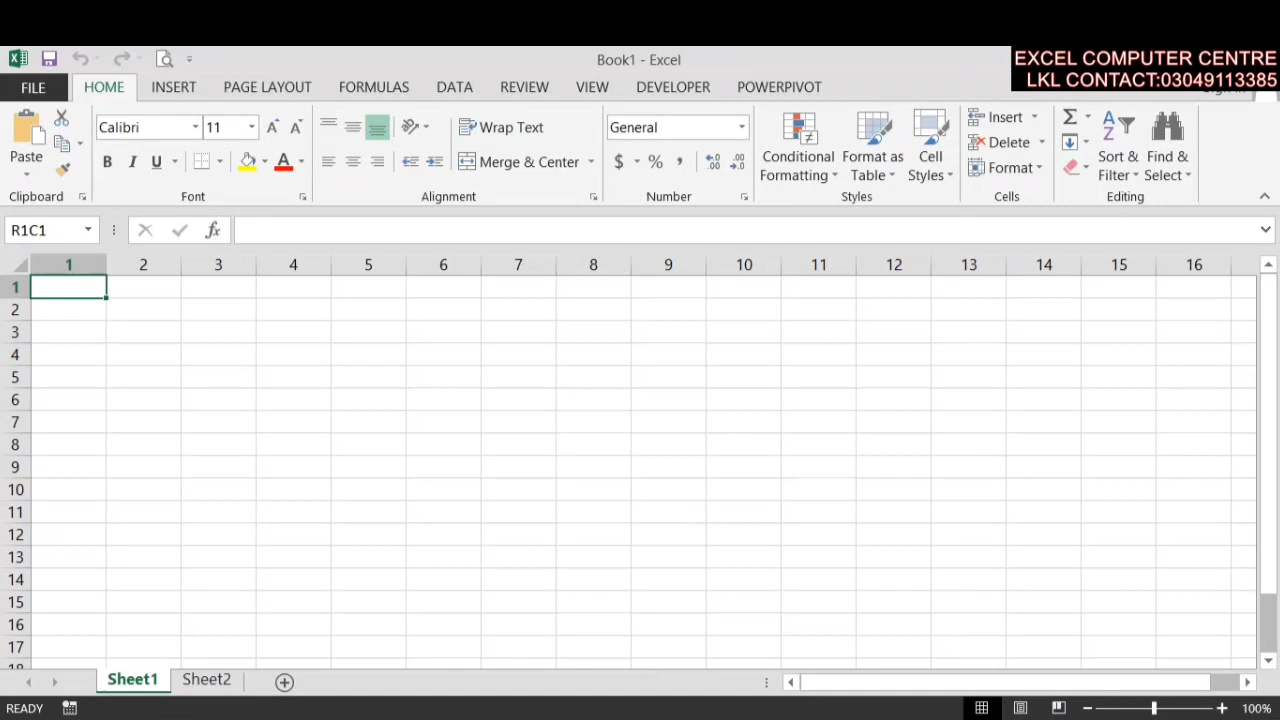 Book1 - Excel
EXCEL COMPUTER CENTRE
LKL CONTACT:03049113385
FILE HOME INSERT PAGE LAYOUT FORMULAS DATA REVIEW VIEW DEVELOPER POWERPIVOT
Paste
Clipboard
Calibri 11
B I U
Font
Wrap Text
Merge & Center
Alignment
General
$ % ,
Number
Conditional Formatting
Format as Table
Cell Styles
Styles
Insert
Delete
Format
Cells
Sort & Filter
Find & Select
Editing
R1C1
fx
1 2 3 4 5 6 7 8 9 10 11 12 13 14 15 16
1
2
3
4
5
6
7
8
9
10
11
12
13
14
15
16
17
18
Sheet1 Sheet2
READY
100%